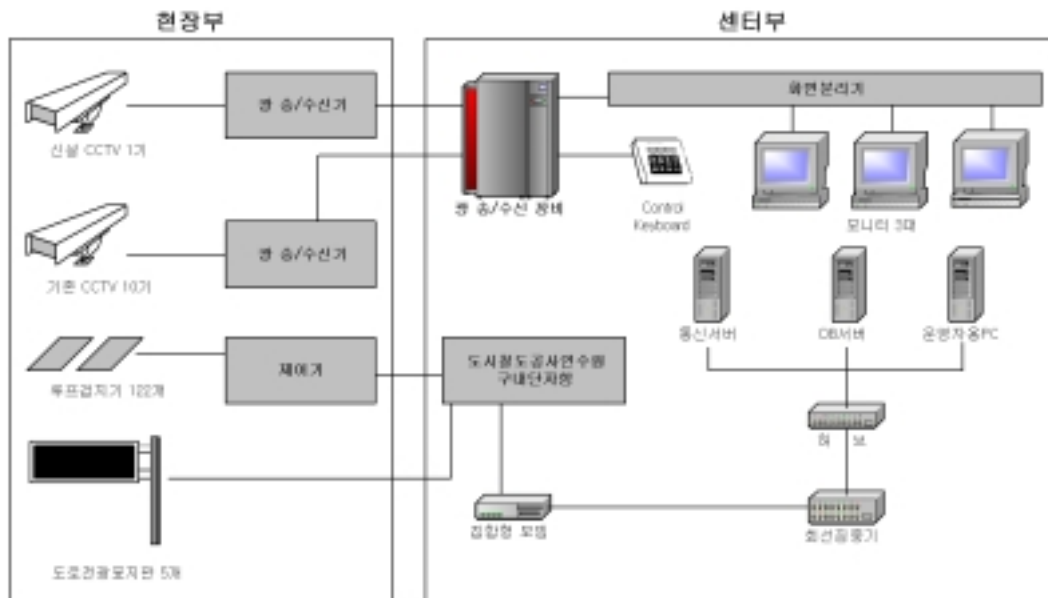 현장부
센터부
신설 CCTV 1기
광 송/수신기
광 송/수신 장비
화면분리기
Control
Keyboard
모니터 3대
기존 CCTV 10기
광 송/수신기
통신서버
DB서버
운영자용PC
루프검지기 122개
제어기
도시철도공사연수원
구내단자함
허 브
집합형 모뎀
회선집중기
도로전광표지판 5개